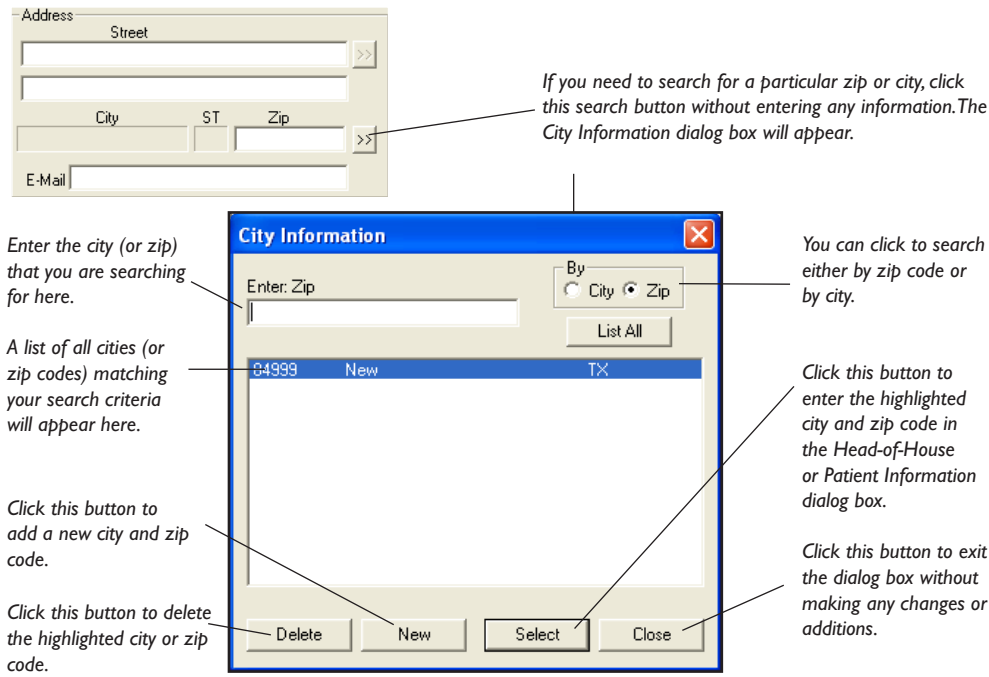 Address
Street
>>
City ST Zip
>>
E-Mail
If you need to search for a particular zip or city, click
this search button without entering any information. The
City Information dialog box will appear.
City Information
Enter: Zip
By
City Zip
List All
84999 New TX
Delete New Select Close
Enter the city (or zip)
that you are searching
for here.
A list of all cities (or
zip codes) matching
your search criteria
will appear here.
Click this button to
add a new city and zip
code.
Click this button to delete
the highlighted city or zip
code.
You can click to search
either by zip code or
by city.
Click this button to
enter the highlighted
city and zip code in
the Head-of-House
or Patient Information
dialog box.
Click this button to exit
the dialog box without
making any changes or
additions.